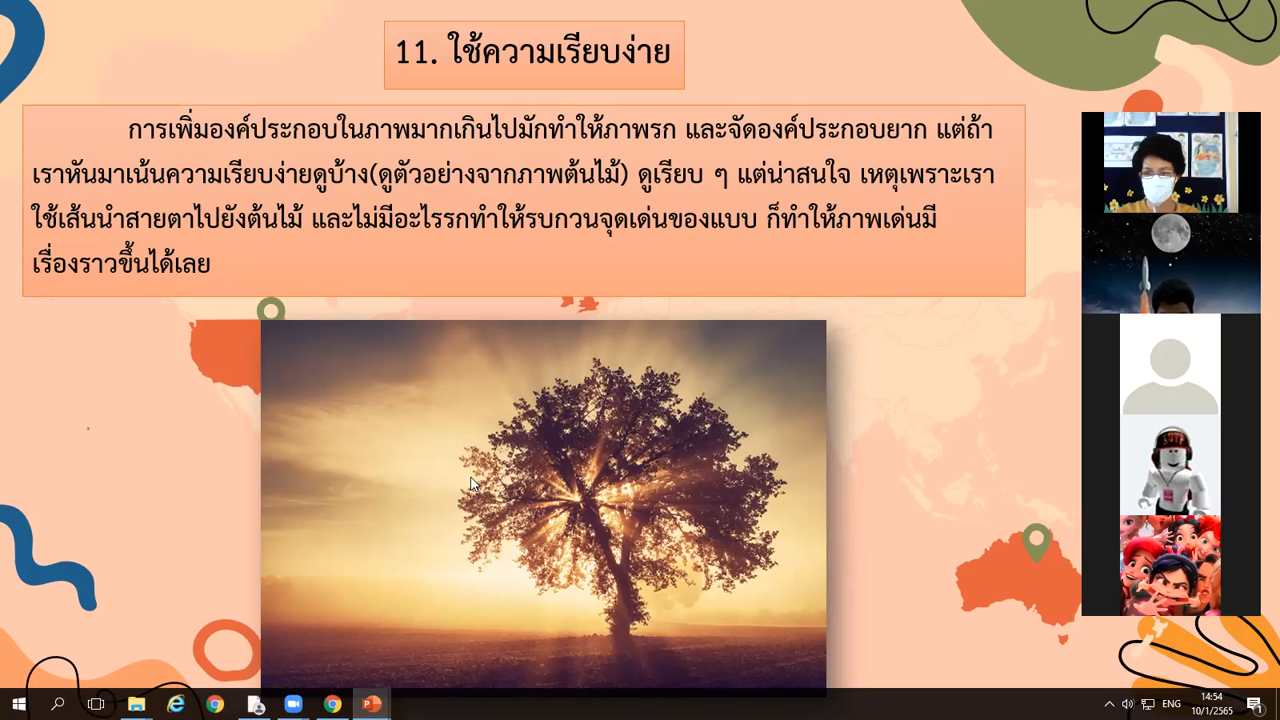 11. ใช้ความเรียบง่าย
การเพิ่มองค์ประกอบในภาพมากเกินไปมักทำให้ภาพรก และจัดองค์ประกอบยาก แต่ถ้า
เราหันมาเน้นความเรียบง่ายดูบ้าง(ดูตัวอย่างจากภาพต้นไม้) ดูเรียบ ๆ แต่น่าสนใจ เหตุเพราะเรา
ใช้เส้นนำสายตาไปยังต้นไม้ และไม่มีอะไรรกทำให้รบกวนจุดเด่นของแบบ ก็ทำให้ภาพเด่นมี
เรื่องราวขึ้นได้เลย
ENG
14:54
10/1/2565